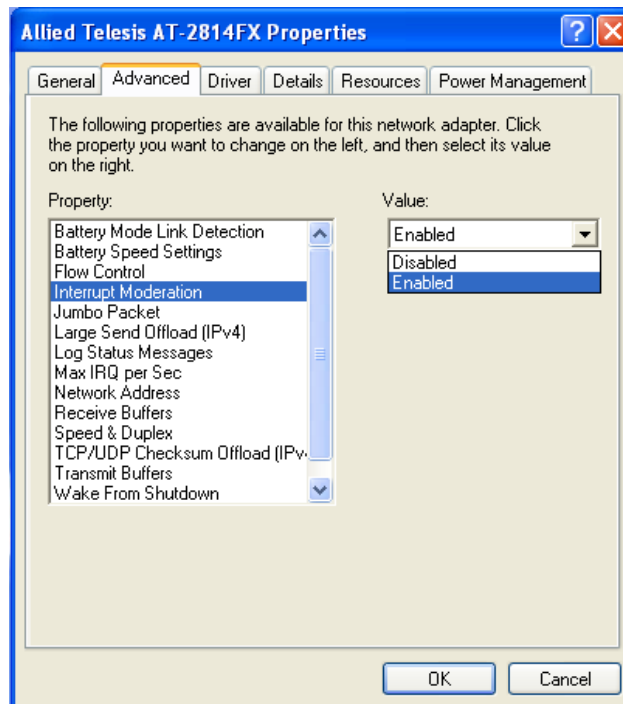 Allied Telesis AT-2814FX Properties
General Advanced Driver Details Resources Power Management
The following properties are available for this network adapter. Click
the property you want to change on the left, and then select its value
on the right.
Property:
Battery Mode Link Detection
Battery Speed Settings
Flow Control
Interrupt Moderation
Jumbo Packet
Large Send Offload (IPv4)
Log Status Messages
Max IRQ per Sec
Network Address
Receive Buffers
Speed & Duplex
TCP/UDP Checksum Offload (IPv
Transmit Buffers
Wake From Shutdown
Value:
Enabled
Disabled
Enabled
OK Cancel